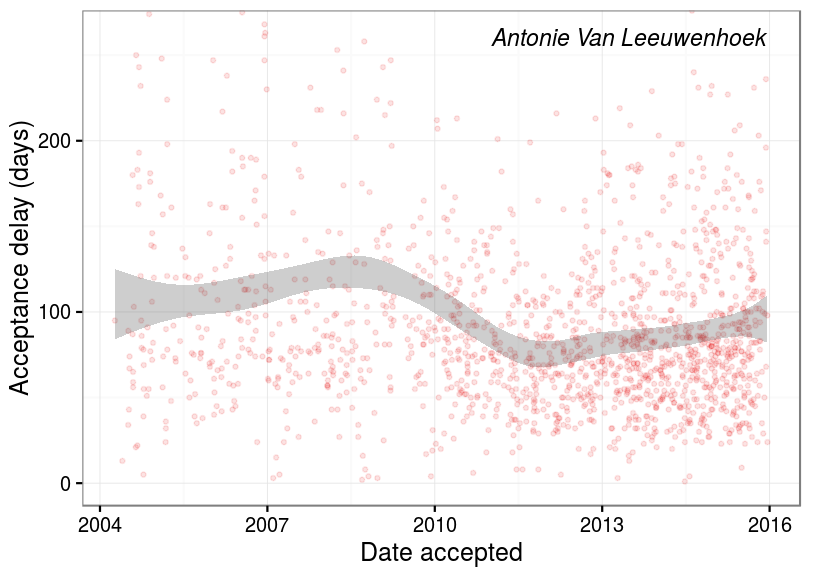 Antonie Van Leeuwenhoek
Acceptance delay (days)
200
100
0
2004 2007 2010 2013 2016
Date accepted